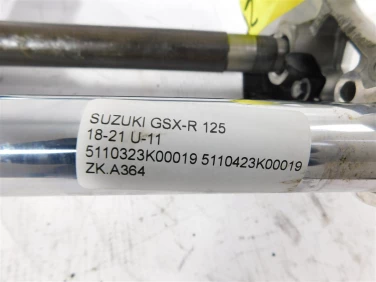 SUZUKI GSX-R 125
18-21 U-11
5110323K00019 5110423K00019
ZK.A364